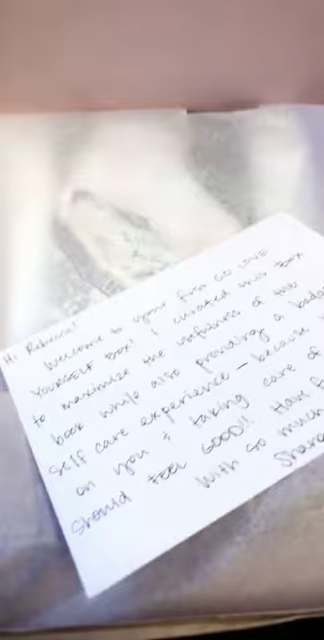 Hi Rebecca!
Welcome to your first GO LOVE
YOURSELF BOX! I curated this box
to maximize the usefulness of the
book while also providing a
self care experience – because
on you & taking care of
should FEEL GOOD!! Have
With so much